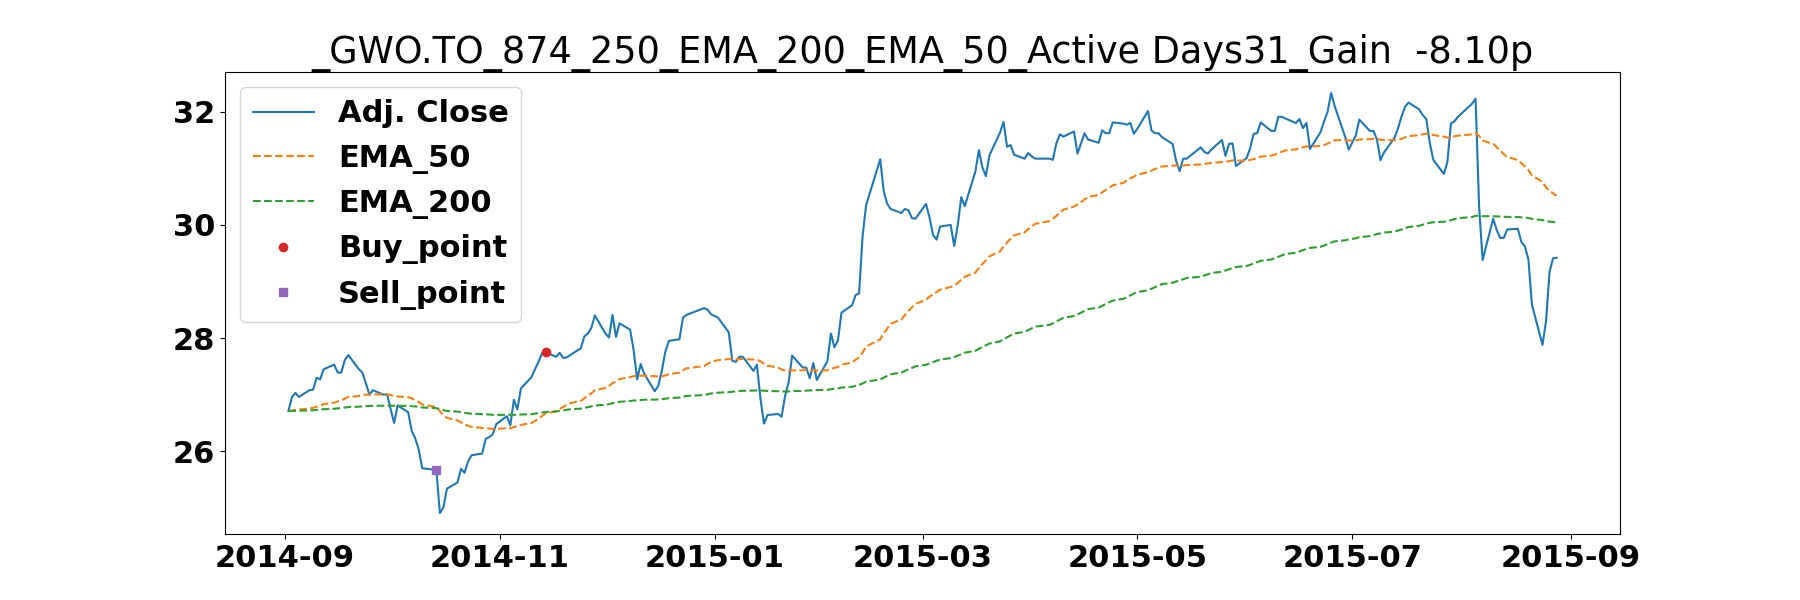 _GWO.TO_874_250_EMA_200_EMA_50_Active Days31_Gain  -8.10p
Adj. Close
EMA_50
EMA_200
Buy_point
Sell_point
32
30
28
26
2014-09 2014-11 2015-01 2015-03 2015-05 2015-07 2015-09